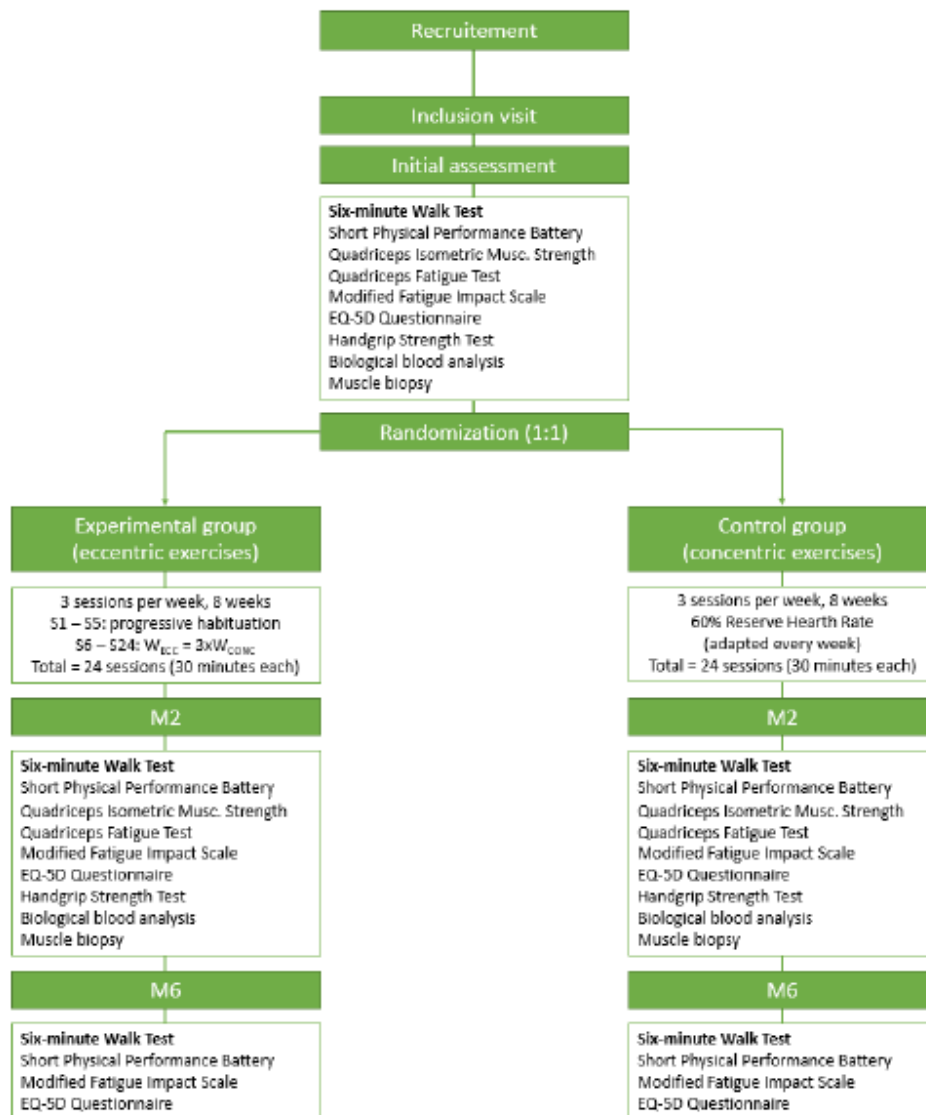 Recruitement
Inclusion visit
Initial assessment
Six-minute Walk Test
Short Physical Performance Battery
Quadriceps Isometric Musc. Strength
Quadriceps Fatigue Test
Modified Fatigue Impact Scale
EQ-5D Questionnaire
Handgrip Strength Test
Biological blood analysis
Muscle biopsy
Randomization (1:1)
Experimental group
(eccentric exercises)
3 sessions per week, 8 weeks
S1 – S5: progressive habituation
S6 – S24: W_ECC = 3xW_CONC
Total = 24 sessions (30 minutes each)
M2
Six-minute Walk Test
Short Physical Performance Battery
Quadriceps Isometric Musc. Strength
Quadriceps Fatigue Test
Modified Fatigue Impact Scale
EQ-5D Questionnaire
Handgrip Strength Test
Biological blood analysis
Muscle biopsy
M6
Six-minute Walk Test
Short Physical Performance Battery
Modified Fatigue Impact Scale
EQ-5D Questionnaire
Control group
(concentric exercises)
3 sessions per week, 8 weeks
60% Reserve Hearth Rate
(adapted every week)
Total = 24 sessions (30 minutes each)
M2
Six-minute Walk Test
Short Physical Performance Battery
Quadriceps Isometric Musc. Strength
Quadriceps Fatigue Test
Modified Fatigue Impact Scale
EQ-5D Questionnaire
Handgrip Strength Test
Biological blood analysis
Muscle biopsy
M6
Six-minute Walk Test
Short Physical Performance Battery
Modified Fatigue Impact Scale
EQ-5D Questionnaire